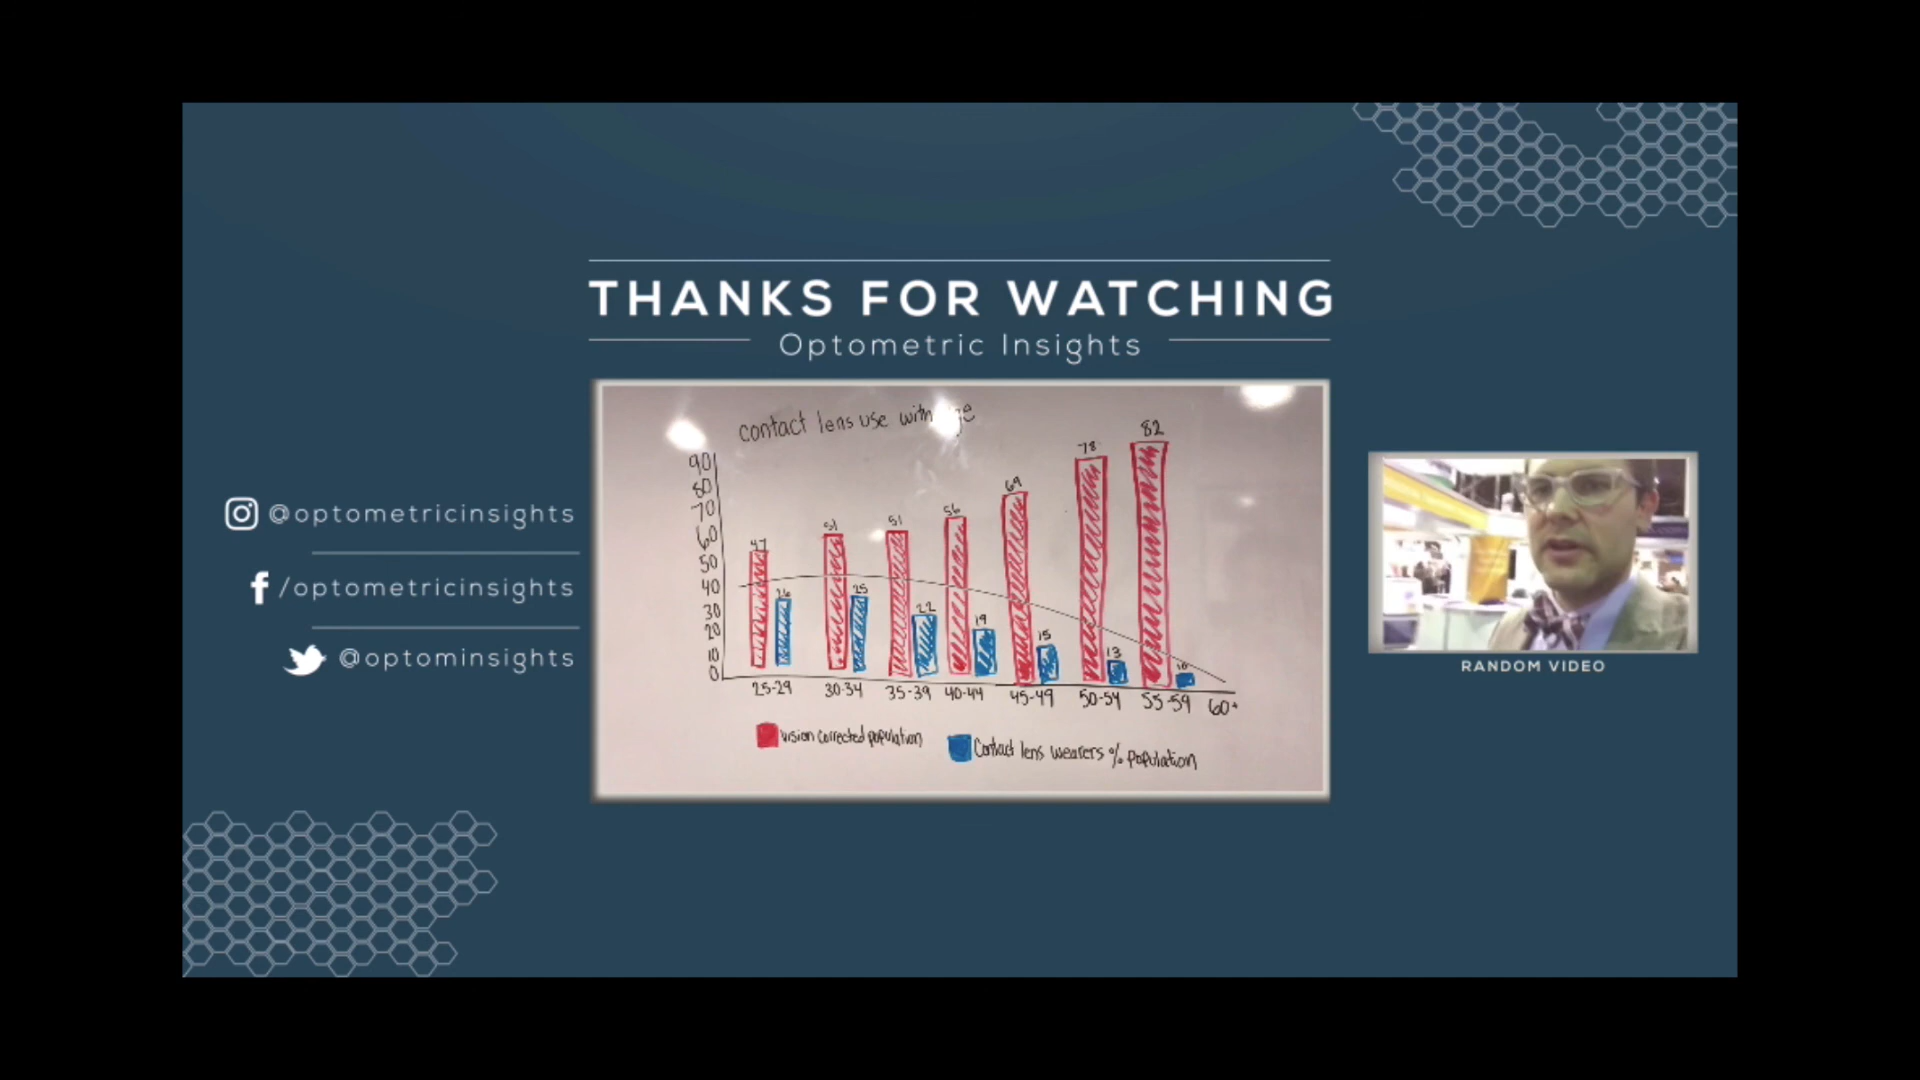 THANKS FOR WATCHING
Optometric Insights
@optometricinsights
/optometricinsights
@optominsights
contact lens use with
90
80
70
60
50
40
30
20
10
0
47
26
51
25
51
22
56
19
69
15
78
13
82
10
25-29 30-34 35-39 40-44 45-49 50-54 55-59 60+
vision corrected population
Contact lens wearers % population
RANDOM VIDEO